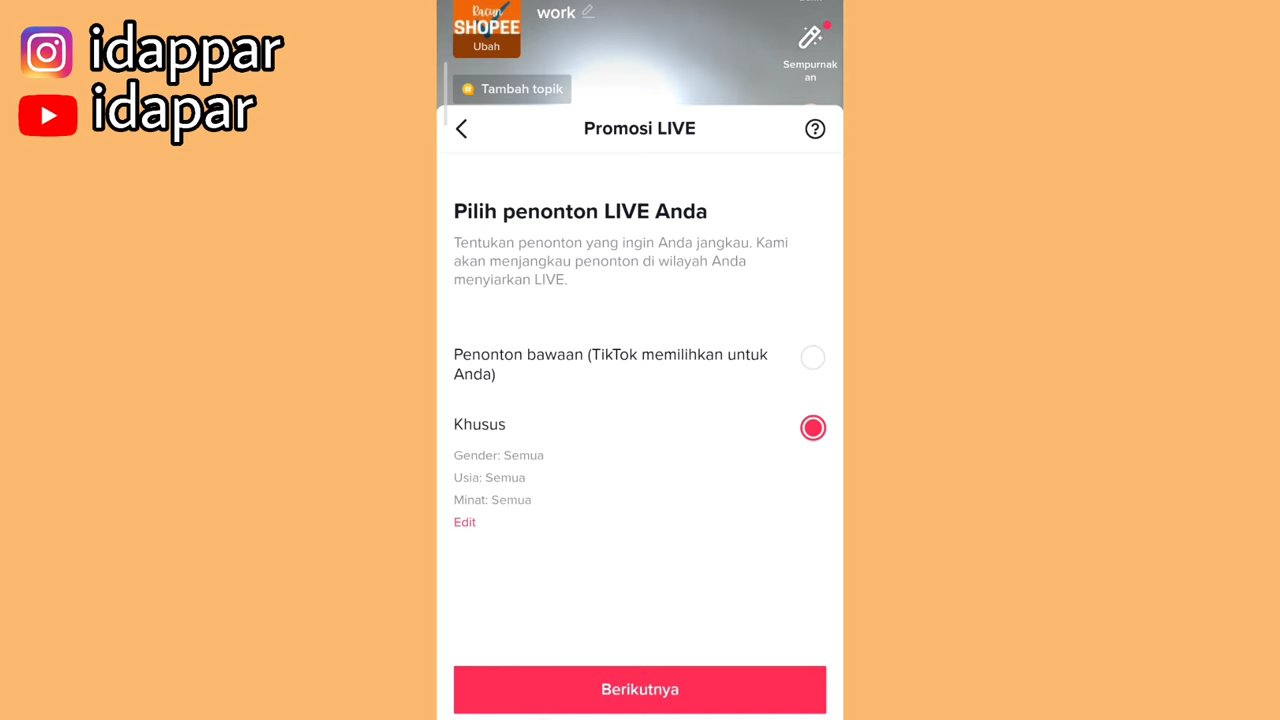 idappar
idapar
Racun
SHOPEE
Ubah
work
Sempurnak
an
Tambah topik
Promosi LIVE
Pilih penonton LIVE Anda
Tentukan penonton yang ingin Anda jangkau. Kami
akan menjangkau penonton di wilayah Anda
menyiarkan LIVE.
Penonton bawaan (TikTok memilihkan untuk
Anda)
Khusus
Gender: Semua
Usia: Semua
Minat: Semua
Edit
Berikutnya